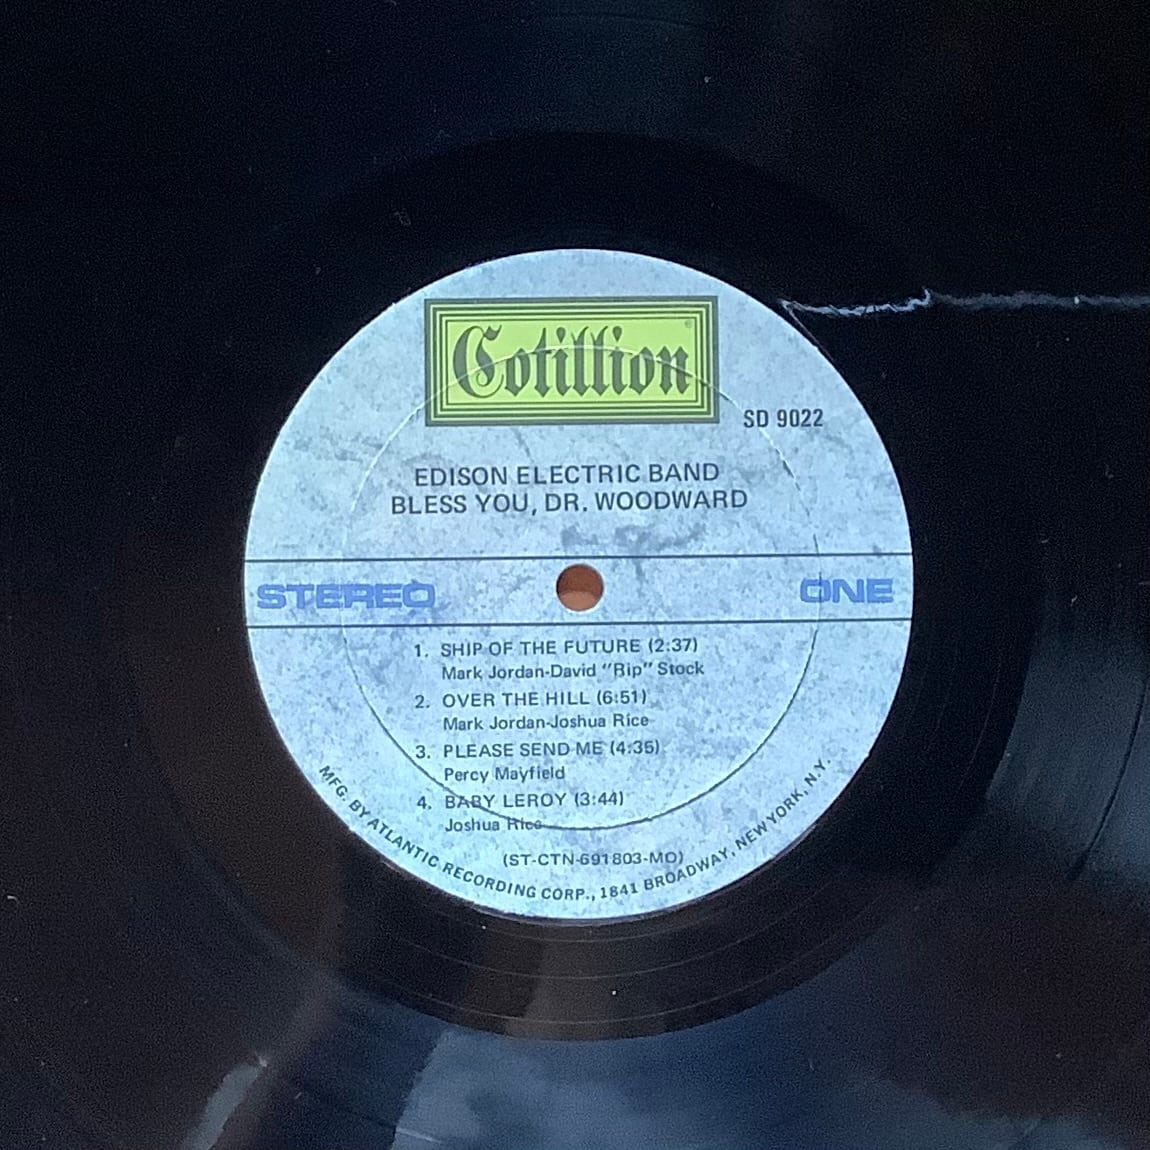 Cotillion®
SD 9022
EDISON ELECTRIC BAND
BLESS YOU, DR. WOODWARD
STEREO ONE
1. SHIP OF THE FUTURE (2:37)
Mark Jordan-David "Rip" Stock
2. OVER THE HILL (6:51)
Mark Jordan-Joshua Rice
3. PLEASE SEND ME (4:35)
Percy Mayfield
4. BABY LEROY (3:44)
Joshua Rice
(ST-CTN-691803-MO)
MFG. BY ATLANTIC RECORDING CORP., 1841 BROADWAY, NEW YORK, N.Y.